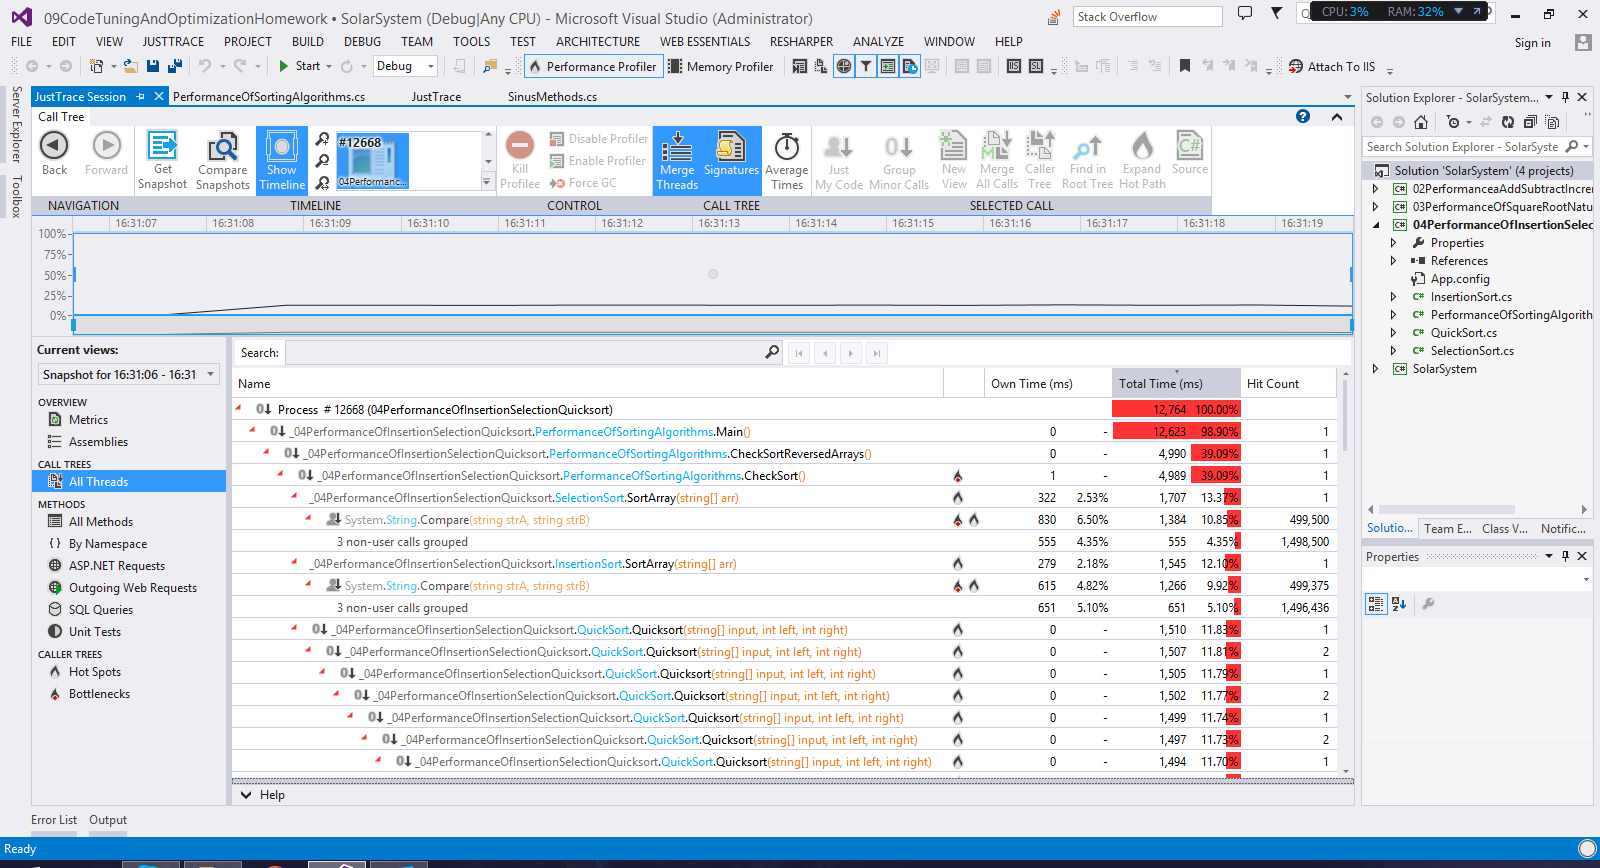 09CodeTuningAndOptimizationHomework • SolarSystem (Debug|Any CPU) - Microsoft Visual Studio (Administrator)
Stack Overflow
CPU: 3% RAM: 32%
FILE EDIT VIEW JUSTTRACE PROJECT BUILD DEBUG TEAM TOOLS TEST ARCHITECTURE WEB ESSENTIALS RESHARPER ANALYZE WINDOW HELP
Sign in
Start Debug Performance Profiler Memory Profiler Attach To IIS
Server Explorer
Toolbox
JustTrace Session PerformanceOfSortingAlgorithms.cs JustTrace SinusMethods.cs
Call Tree
Back
Forward
Get Snapshot
Compare Snapshots
Show Timeline
#12668
04Performanc...
Kill Profiler
Disable Profiler
Enable Profiler
Force GC
Merge Threads
Signatures
Average Times
Just My Code
Group Minor Calls
New View
Merge All Calls
Caller Tree
Find in Root Tree
Expand Hot Path
Source
NAVIGATION TIMELINE CONTROL CALL TREE SELECTED CALL
16:31:07 16:31:08 16:31:09 16:31:10 16:31:11 16:31:12 16:31:13 16:31:14 16:31:15 16:31:16 16:31:17 16:31:18 16:31:19
100%
75%
50%
25%
0%
Current views:
Snapshot for 16:31:06 - 16:31
OVERVIEW
Metrics
Assemblies
CALL TREES
All Threads
METHODS
All Methods
By Namespace
ASP.NET Requests
Outgoing Web Requests
SQL Queries
Unit Tests
CALLER TREES
Hot Spots
Bottlenecks
Search:
Name Own Time (ms) Total Time (ms) Hit Count
Process # 12668 (04PerformanceOfInsertionSelectionQuicksort) 12,764 100.00%
_04PerformanceOfInsertionSelectionQuicksort.PerformanceOfSortingAlgorithms.Main() 0 - 12,623 98.90% 1
_04PerformanceOfInsertionSelectionQuicksort.PerformanceOfSortingAlgorithms.CheckSortReversedArrays() 0 - 4,990 39.09% 1
_04PerformanceOfInsertionSelectionQuicksort.PerformanceOfSortingAlgorithms.CheckSort() 1 - 4,989 39.09% 1
_04PerformanceOfInsertionSelectionQuicksort.SelectionSort.SortArray(string[] arr) 322 2.53% 1,707 13.37% 1
System.String.Compare(string strA, string strB) 830 6.50% 1,384 10.85% 499,500
3 non-user calls grouped 555 4.35% 555 4.35% 1,498,500
_04PerformanceOfInsertionSelectionQuicksort.InsertionSort.SortArray(string[] arr) 279 2.18% 1,545 12.10% 1
System.String.Compare(string strA, string strB) 615 4.82% 1,266 9.92% 499,375
3 non-user calls grouped 651 5.10% 651 5.10% 1,496,436
_04PerformanceOfInsertionSelectionQuicksort.QuickSort.Quicksort(string[] input, int left, int right) 0 - 1,510 11.83% 1
_04PerformanceOfInsertionSelectionQuicksort.QuickSort.Quicksort(string[] input, int left, int right) 0 - 1,507 11.81% 2
_04PerformanceOfInsertionSelectionQuicksort.QuickSort.Quicksort(string[] input, int left, int right) 0 - 1,505 11.79% 1
_04PerformanceOfInsertionSelectionQuicksort.QuickSort.Quicksort(string[] input, int left, int right) 0 - 1,502 11.77% 2
_04PerformanceOfInsertionSelectionQuicksort.QuickSort.Quicksort(string[] input, int left, int right) 0 - 1,499 11.74% 1
_04PerformanceOfInsertionSelectionQuicksort.QuickSort.Quicksort(string[] input, int left, int right) 0 - 1,497 11.73% 2
_04PerformanceOfInsertionSelectionQuicksort.QuickSort.Quicksort(string[] input, int left, int right) 0 - 1,494 11.70% 1
Help
Solution Explorer - SolarSystem...
Search Solution Explorer - SolarSyste
Solution 'SolarSystem' (4 projects)
02PerformanceaAddSubtractIncre
03PerformanceOfSquareRootNatu
04PerformanceOfInsertionSelec
Properties
References
App.config
InsertionSort.cs
PerformanceOfSortingAlgorith
QuickSort.cs
SelectionSort.cs
SolarSystem
Solutio... Team E... Class V... Notific...
Properties
Error List Output
Ready